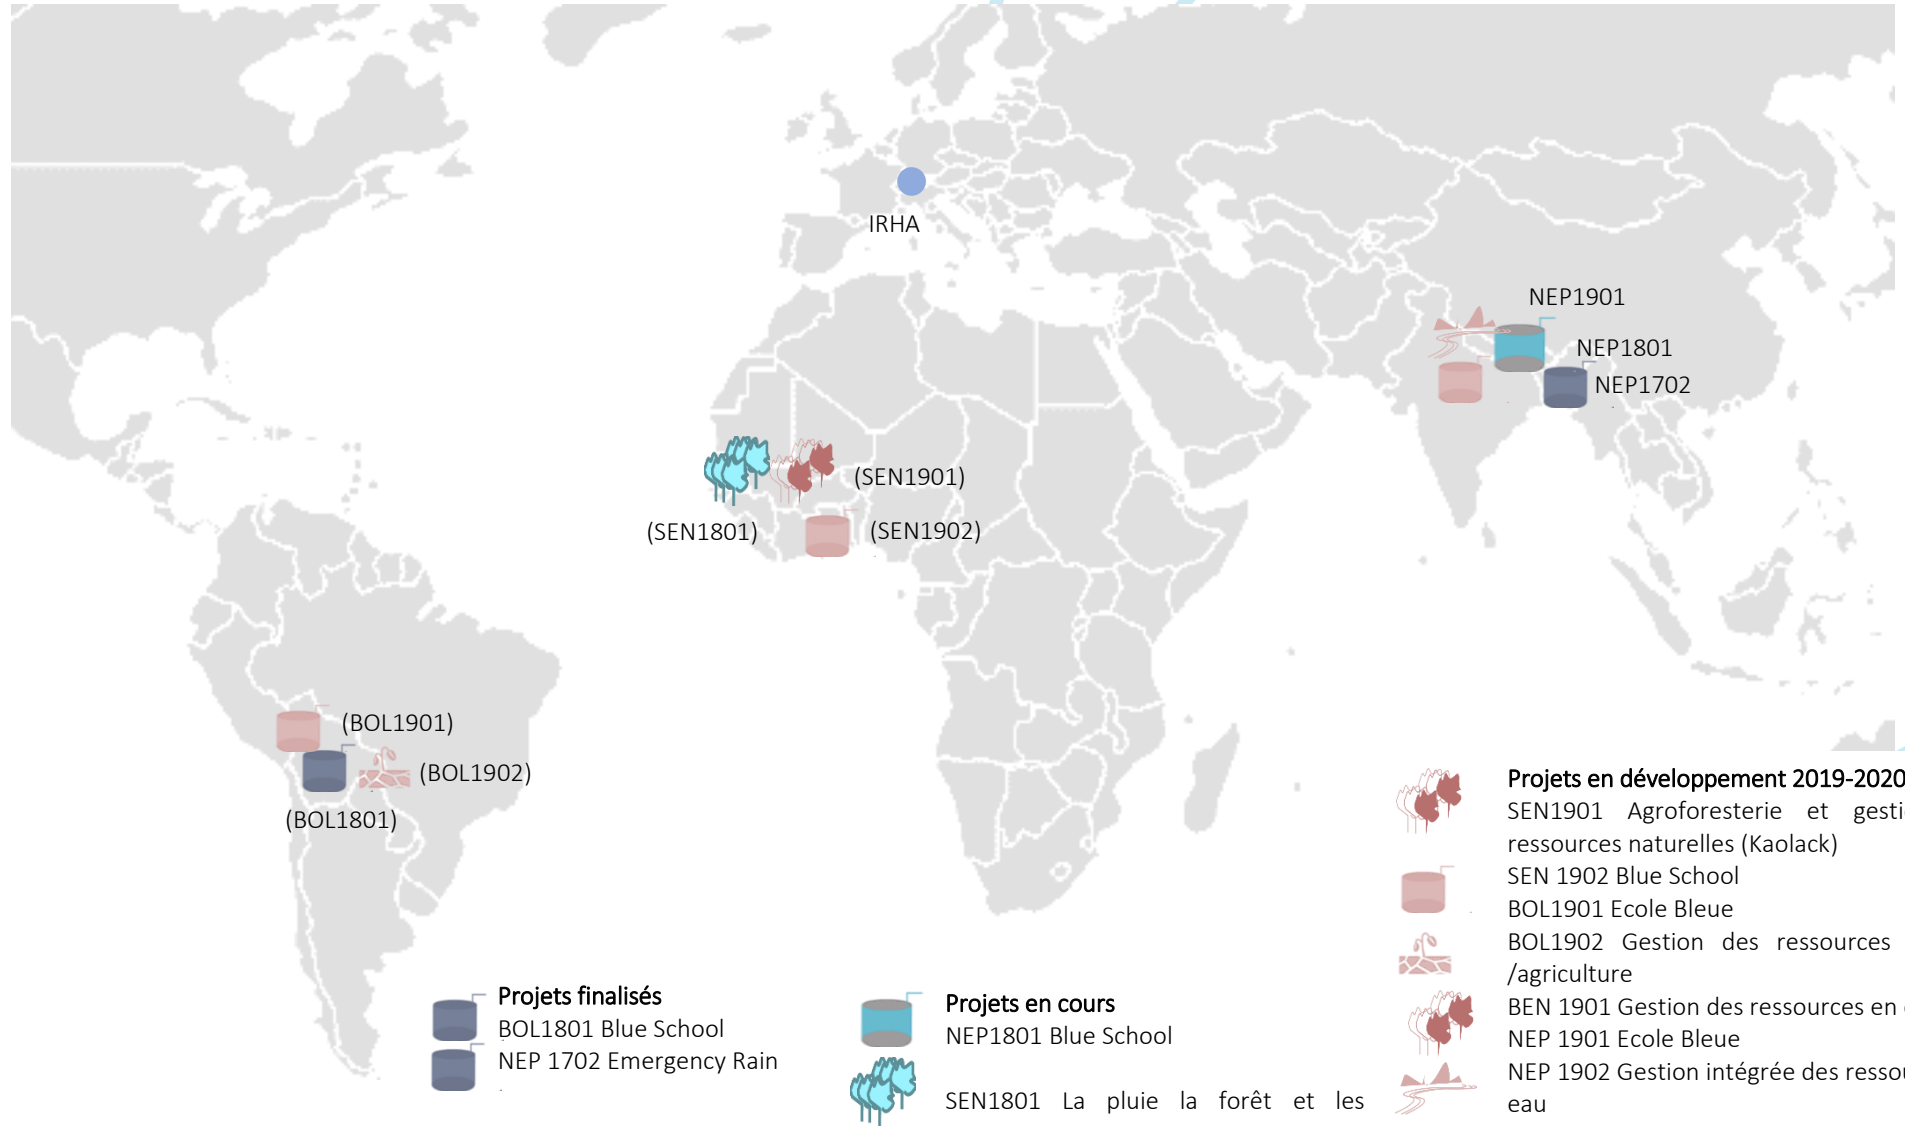 IRHA
NEP1901
NEP1801
NEP1702
(SEN1901)
(SEN1801)
(SEN1902)
(BOL1901)
(BOL1902)
(BOL1801)
Projets finalisés
BOL1801 Blue School
NEP 1702 Emergency Rain
Projets en cours
NEP1801 Blue School
SEN1801 La pluie la forêt et les
Projets en développement 2019-2020
SEN1901 Agroforesterie et gesti
ressources naturelles (Kaolack)
SEN 1902 Blue School
BOL1901 Ecole Bleue
BOL1902 Gestion des ressources
/agriculture
BEN 1901 Gestion des ressources en
NEP 1901 Ecole Bleue
NEP 1902 Gestion intégrée des ressou
eau